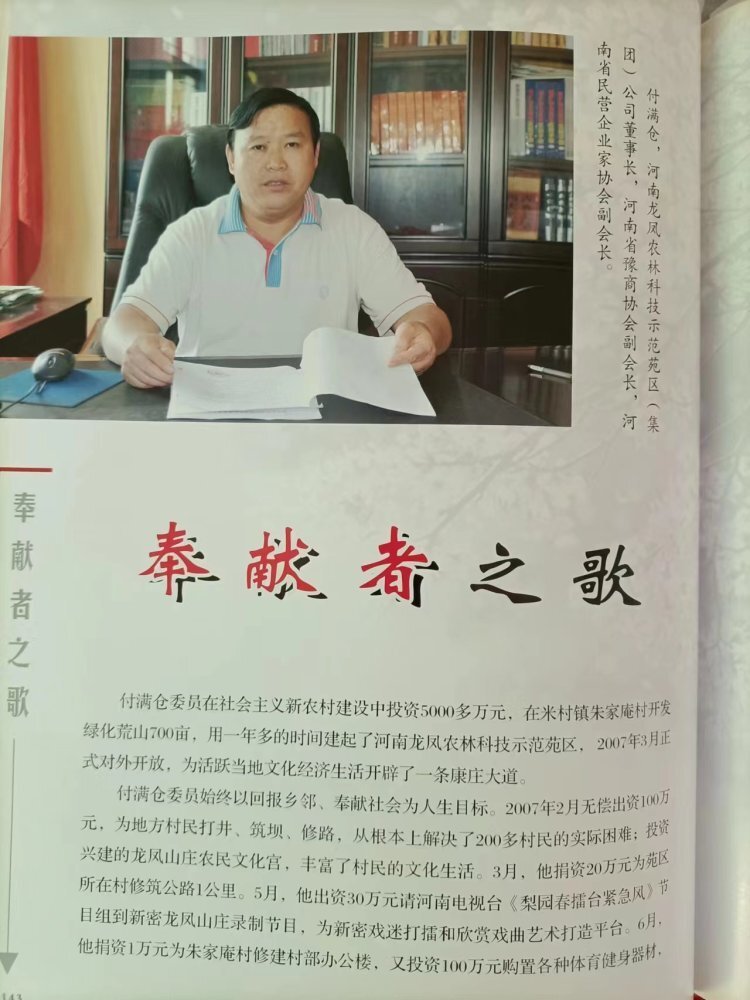 付满仓，河南龙凤农林科技示范苑区（集
团）公司董事长，河南省豫商协会副会长，河
南省民营企业家协会副会长。
奉献者之歌
奉献者之歌
付满仓委员在社会主义新农村建设中投资5000多万元，在米村镇朱家庵村开发
绿化荒山700亩，用一年多的时间建起了河南龙凤农林科技示范苑区，2007年3月正
式对外开放，为活跃当地文化经济生活开辟了一条康庄大道。
付满仓委员始终以回报乡邻、奉献社会为人生目标。2007年2月无偿出资100万
元，为地方村民打井、筑坝、修路，从根本上解决了200多村民的实际困难；投资
兴建的龙凤山庄农民文化宫，丰富了村民的文化生活。3月，他捐资20万元为苑区
所在村修筑公路1公里。5月，他出资30万元请河南电视台《梨园春擂台紧急风》节
目组到新密龙凤山庄录制节目，为新密戏迷打擂和欣赏戏曲艺术打造平台。6月，
他捐资1万元为朱家庵村修建村部办公楼，又投资100万元购置各种体育健身器材，
143